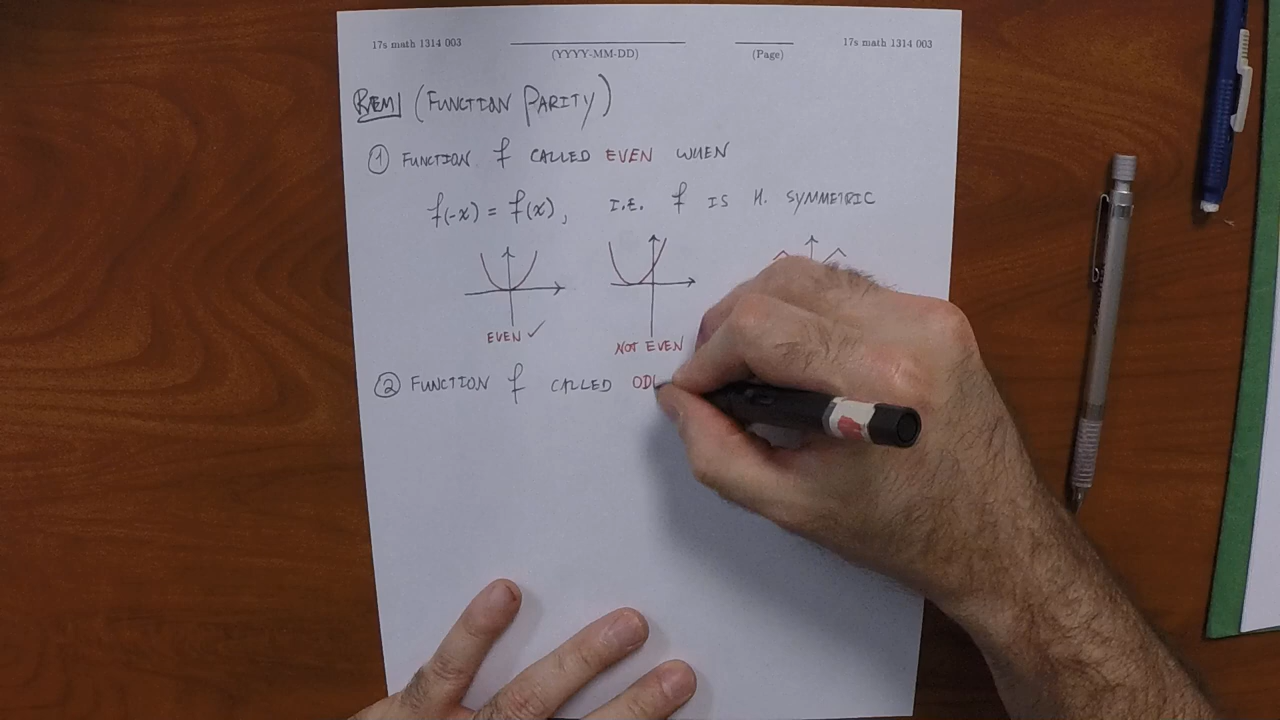 17s math 1314 003 (YYYY-MM-DD) (Page) 17s math 1314 003
REM (FUNCTION PARITY)
① FUNCTION f CALLED EVEN WHEN
f(-x) = f(x), I.E. f IS H. SYMMETRIC
EVEN ✓ NOT EVEN
② FUNCTION f CALLED OD